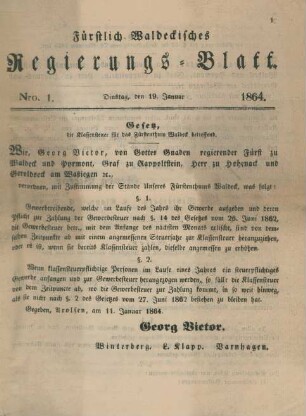 1
Fürstlich Waldeckisches
Regierungs-Blatt.
Nro. 1. Dinstag, den 19. Januar 1864.
Gesetz,
die Klassensteuer für das Fürstenthum Waldeck betreffend.
Wir, Georg Victor, von Gottes Gnaden regierender Fürst zu
Waldeck und Pyrmont, Graf zu Rappoltstein, Herr zu Hohenack und
Geroldseck am Wasigen ꝛc.,
verordnen, mit Zustimmung der Stände Unseres Fürstenthums Waldeck, was folgt:
§ 1.
Gewerbetreibende, welche im Laufe des Jahrs ihr Gewerbe aufgeben und deren
Pflicht zur Zahlung der Gewerbesteuer nach § 14 des Gesetzes vom 26. Juni 1862,
die Gewerbesteuer betr., mit dem Anfange des nächsten Monats erlischt, sind von dem-
selben Zeitpunkte ab mit einem angemessenen Steuersatze zur Klassensteuer heranzuziehen,
oder es ist, wenn sie bereits Klassensteuer zahlen, dieselbe angemessen zu erhöhen.
§ 2.
Wenn klassensteuerpflichtige Personen im Laufe eines Jahres ein steuerpflichtiges
Gewerbe anfangen und zur Gewerbesteuer herangezogen werden, so fällt die Klassensteuer
von dem Zeitpunkte ab, wo die Gewerbesteuer zur Zahlung kommt, in so weit hinweg,
als sie nicht nach § 2 des Gesetzes vom 27. Juni 1862 bestehen zu bleiben hat.
Gegeben, Arolsen, am 11. Januar 1864.
Georg Victor.
Winterberg. L. Klapp. Varnhagen.